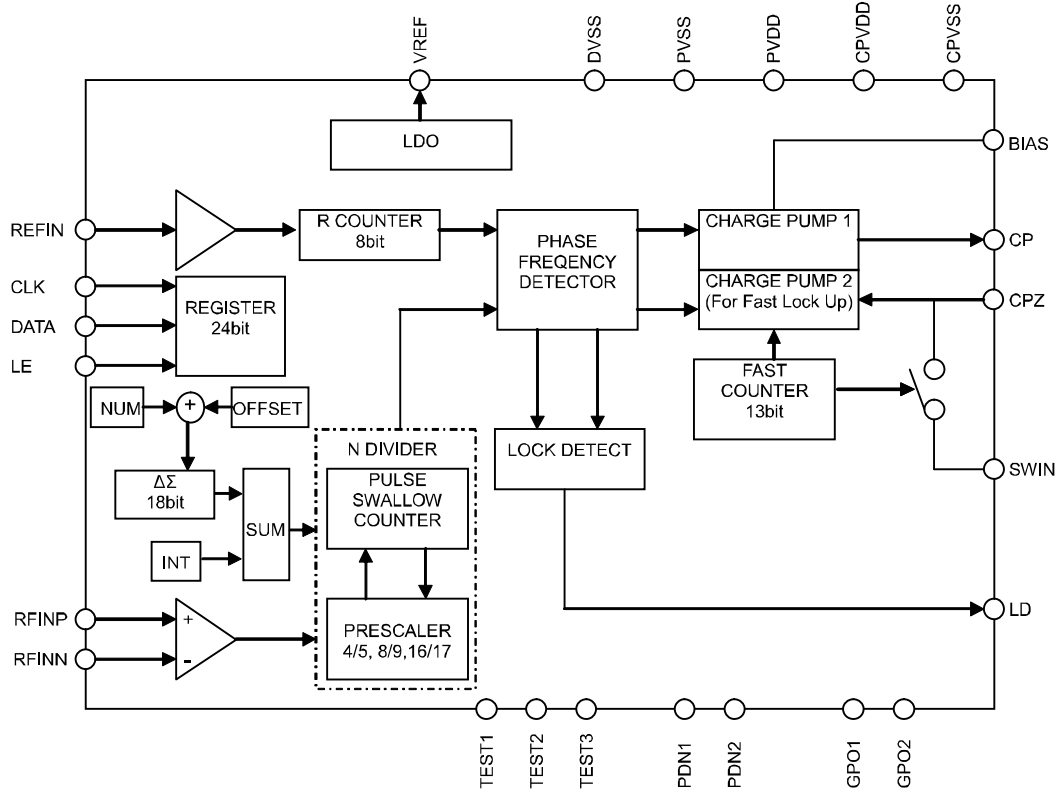 VREF
DVSS
PVSS
PVDD
CPVDD
CPVSS
LDO
BIAS
REFIN
R COUNTER
8bit
PHASE
FREQENCY
DETECTOR
CHARGE PUMP 1
CP
CHARGE PUMP 2
(For Fast Lock Up)
CPZ
CLK
DATA
LE
REGISTER
24bit
FAST
COUNTER
13bit
NUM
+
OFFSET
N DIVIDER
LOCK DETECT
SWIN
ΔΣ
18bit
SUM
PULSE
SWALLOW
COUNTER
INT
RFINP
RFINN
+
-
PRESCALER
4/5, 8/9,16/17
LD
TEST1
TEST2
TEST3
PDN1
PDN2
GPO1
GPO2